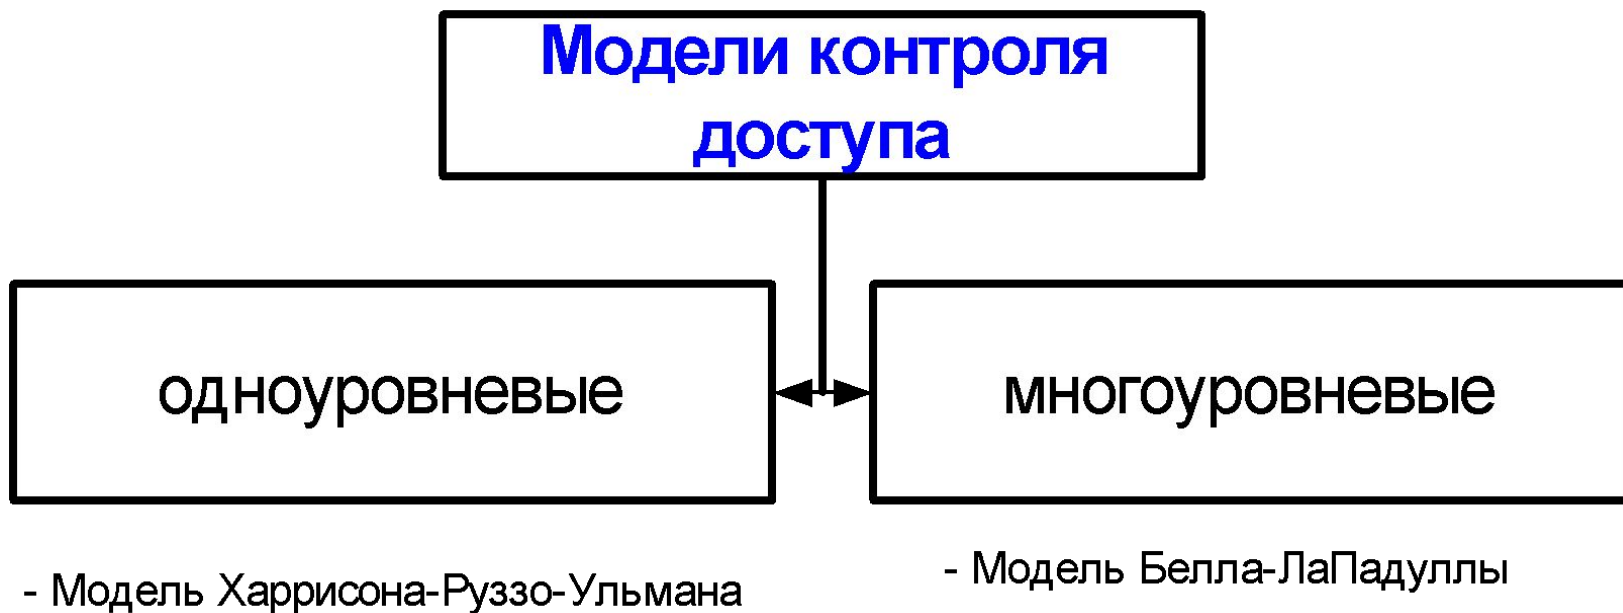 Модели контроля
доступа
одноуровневые
многоуровневые
- Модель Харрисона-Руззо-Ульмана
- Модель Белла-ЛаПадуллы